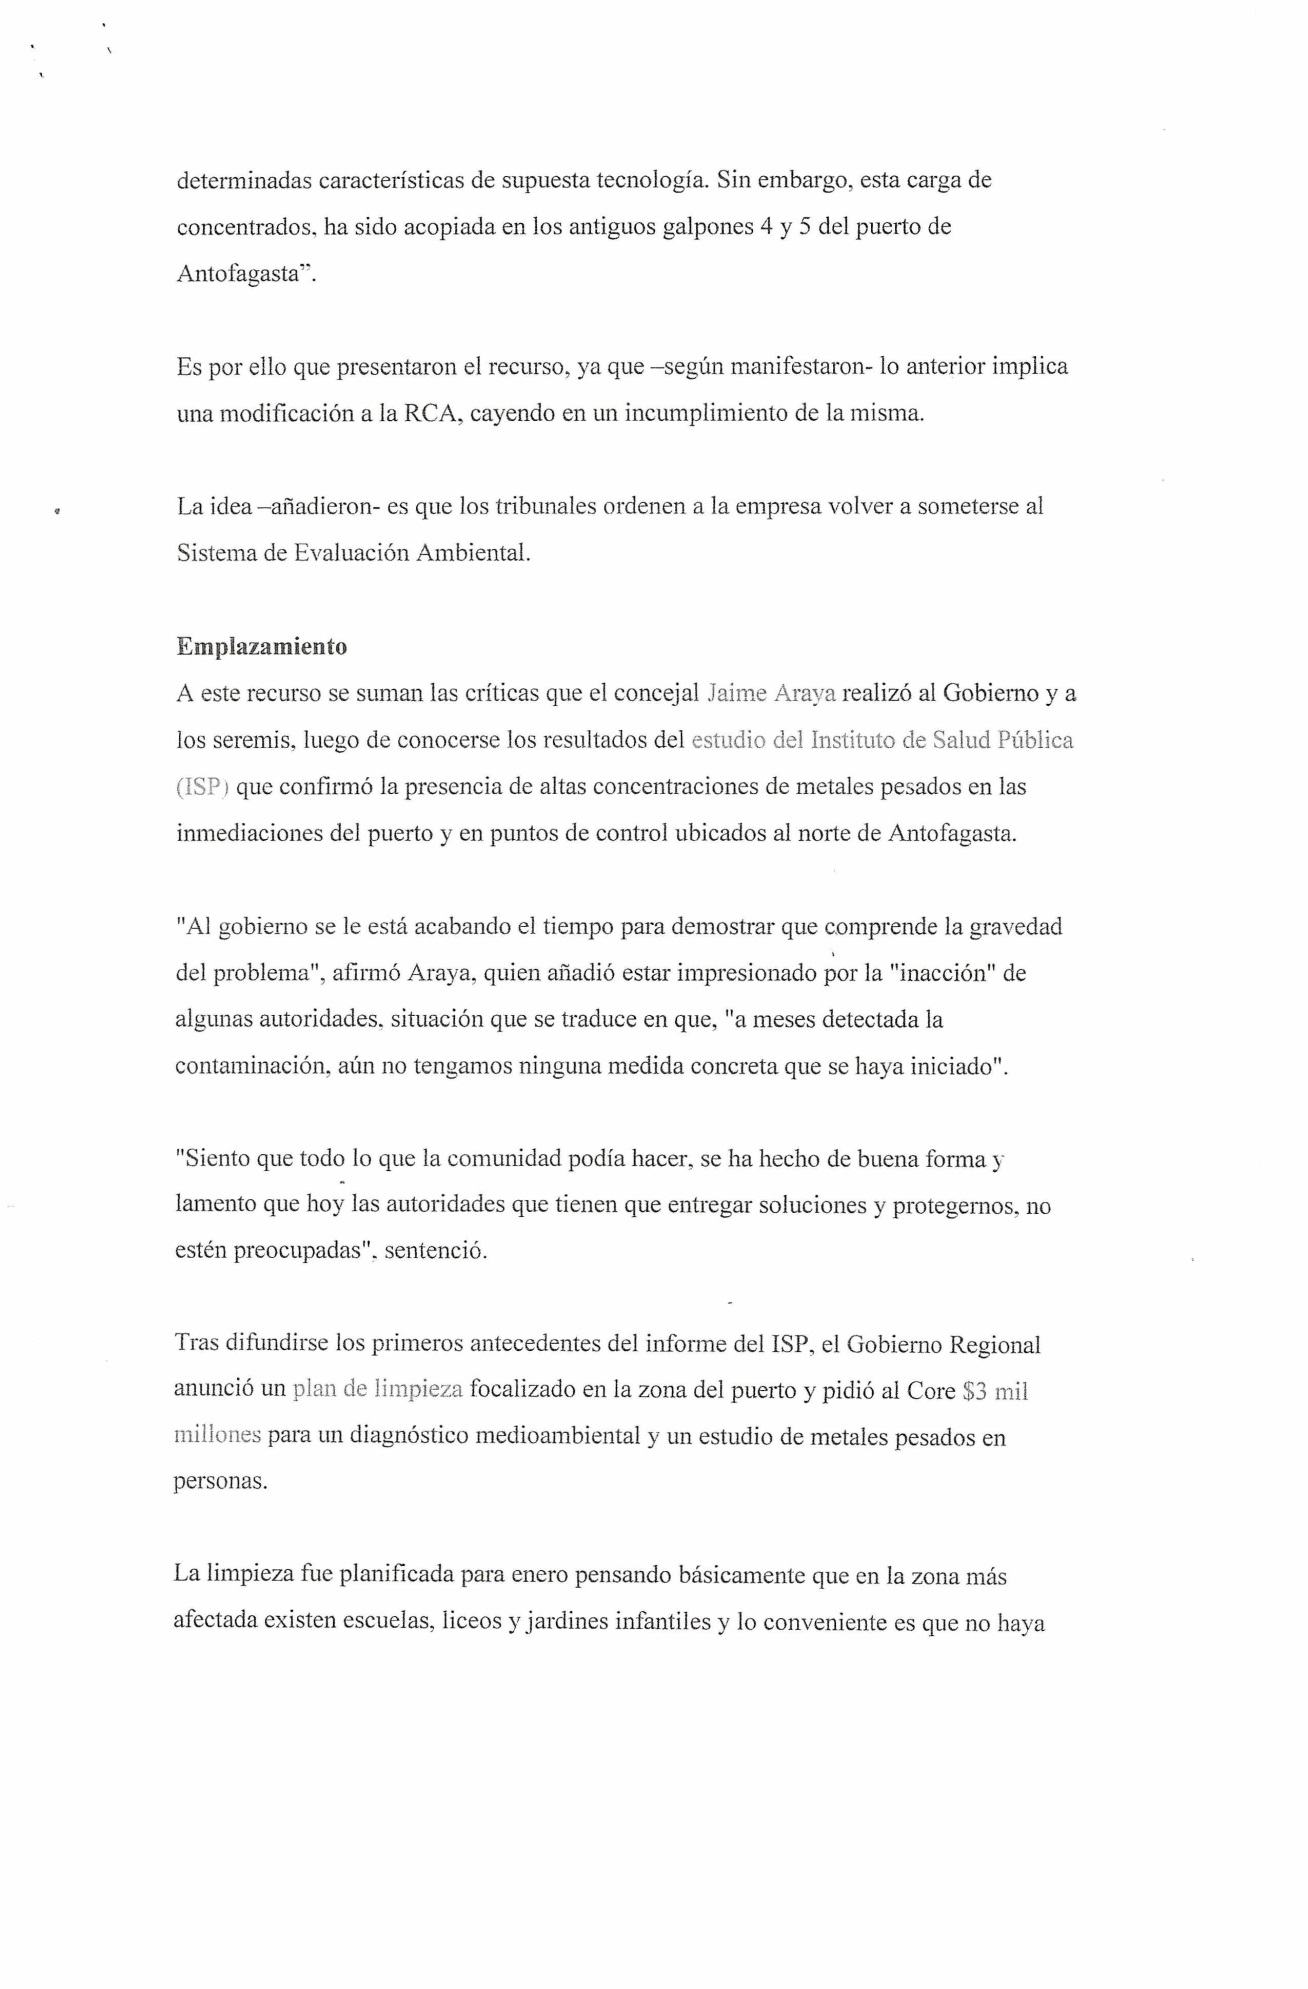 determinadas características de supuesta tecnología. Sin embargo, esta carga de
concentrados, ha sido acopiada en los antiguos galpones 4 y 5 del puerto de
Antofagasta”.
Es por ello que presentaron el recurso, ya que –según manifestaron- lo anterior implica
una modificación a la RCA, cayendo en un incumplimiento de la misma.
La idea –añadieron- es que los tribunales ordenen a la empresa volver a someterse al
Sistema de Evaluación Ambiental.
Emplazamiento
A este recurso se suman las críticas que el concejal Jaime Araya realizó al Gobierno y a
los seremis, luego de conocerse los resultados del estudio del Instituto de Salud Pública
(ISP) que confirmó la presencia de altas concentraciones de metales pesados en las
inmediaciones del puerto y en puntos de control ubicados al norte de Antofagasta.
"Al gobierno se le está acabando el tiempo para demostrar que comprende la gravedad
del problema", afirmó Araya, quien añadió estar impresionado por la "inacción" de
algunas autoridades, situación que se traduce en que, "a meses detectada la
contaminación, aún no tengamos ninguna medida concreta que se haya iniciado".
"Siento que todo lo que la comunidad podía hacer, se ha hecho de buena forma y
lamento que hoy las autoridades que tienen que entregar soluciones y protegernos, no
estén preocupadas", sentenció.
Tras difundirse los primeros antecedentes del informe del ISP, el Gobierno Regional
anunció un plan de limpieza focalizado en la zona del puerto y pidió al Core $3 mil
millones para un diagnóstico medioambiental y un estudio de metales pesados en
personas.
La limpieza fue planificada para enero pensando básicamente que en la zona más
afectada existen escuelas, liceos y jardines infantiles y lo conveniente es que no haya